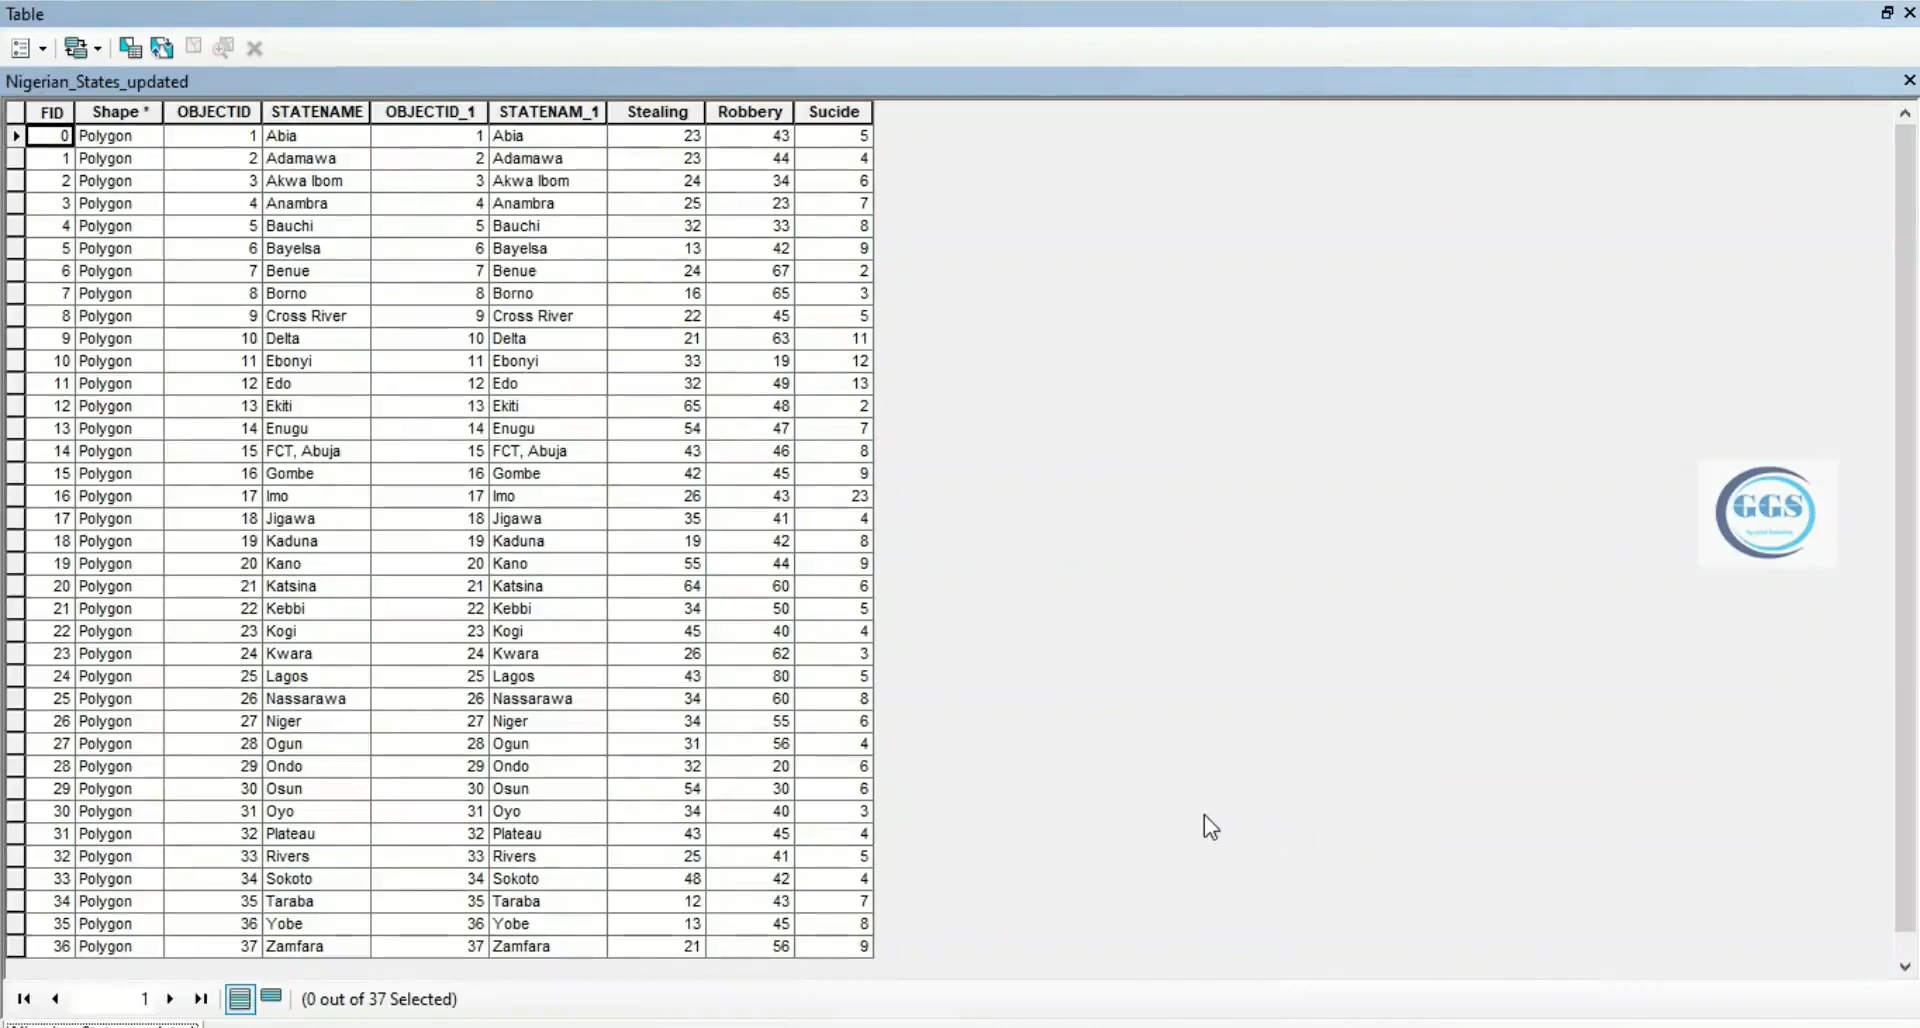 Table
Nigerian_States_updated
FID Shape * OBJECTID STATENAME OBJECTID_1 STATENAM_1 Stealing Robbery Sucide
0 Polygon 1 Abia 1 Abia 23 43 5
1 Polygon 2 Adamawa 2 Adamawa 23 44 4
2 Polygon 3 Akwa Ibom 3 Akwa Ibom 24 34 6
3 Polygon 4 Anambra 4 Anambra 25 23 7
4 Polygon 5 Bauchi 5 Bauchi 32 33 8
5 Polygon 6 Bayelsa 6 Bayelsa 13 42 9
6 Polygon 7 Benue 7 Benue 24 67 2
7 Polygon 8 Borno 8 Borno 16 65 3
8 Polygon 9 Cross River 9 Cross River 22 45 5
9 Polygon 10 Delta 10 Delta 21 63 11
10 Polygon 11 Ebonyi 11 Ebonyi 33 19 12
11 Polygon 12 Edo 12 Edo 32 49 13
12 Polygon 13 Ekiti 13 Ekiti 65 48 2
13 Polygon 14 Enugu 14 Enugu 54 47 7
14 Polygon 15 FCT, Abuja 15 FCT, Abuja 43 46 8
15 Polygon 16 Gombe 16 Gombe 42 45 9
16 Polygon 17 Imo 17 Imo 26 43 23
17 Polygon 18 Jigawa 18 Jigawa 35 41 4
18 Polygon 19 Kaduna 19 Kaduna 19 42 8
19 Polygon 20 Kano 20 Kano 55 44 9
20 Polygon 21 Katsina 21 Katsina 64 60 6
21 Polygon 22 Kebbi 22 Kebbi 34 50 5
22 Polygon 23 Kogi 23 Kogi 45 40 4
23 Polygon 24 Kwara 24 Kwara 26 62 3
24 Polygon 25 Lagos 25 Lagos 43 80 5
25 Polygon 26 Nassarawa 26 Nassarawa 34 60 8
26 Polygon 27 Niger 27 Niger 34 55 6
27 Polygon 28 Ogun 28 Ogun 31 56 4
28 Polygon 29 Ondo 29 Ondo 32 20 6
29 Polygon 30 Osun 30 Osun 54 30 6
30 Polygon 31 Oyo 31 Oyo 34 40 3
31 Polygon 32 Plateau 32 Plateau 43 45 4
32 Polygon 33 Rivers 33 Rivers 25 41 5
33 Polygon 34 Sokoto 34 Sokoto 48 42 4
34 Polygon 35 Taraba 35 Taraba 12 43 7
35 Polygon 36 Yobe 36 Yobe 13 45 8
36 Polygon 37 Zamfara 37 Zamfara 21 56 9
GGS
1 (0 out of 37 Selected)